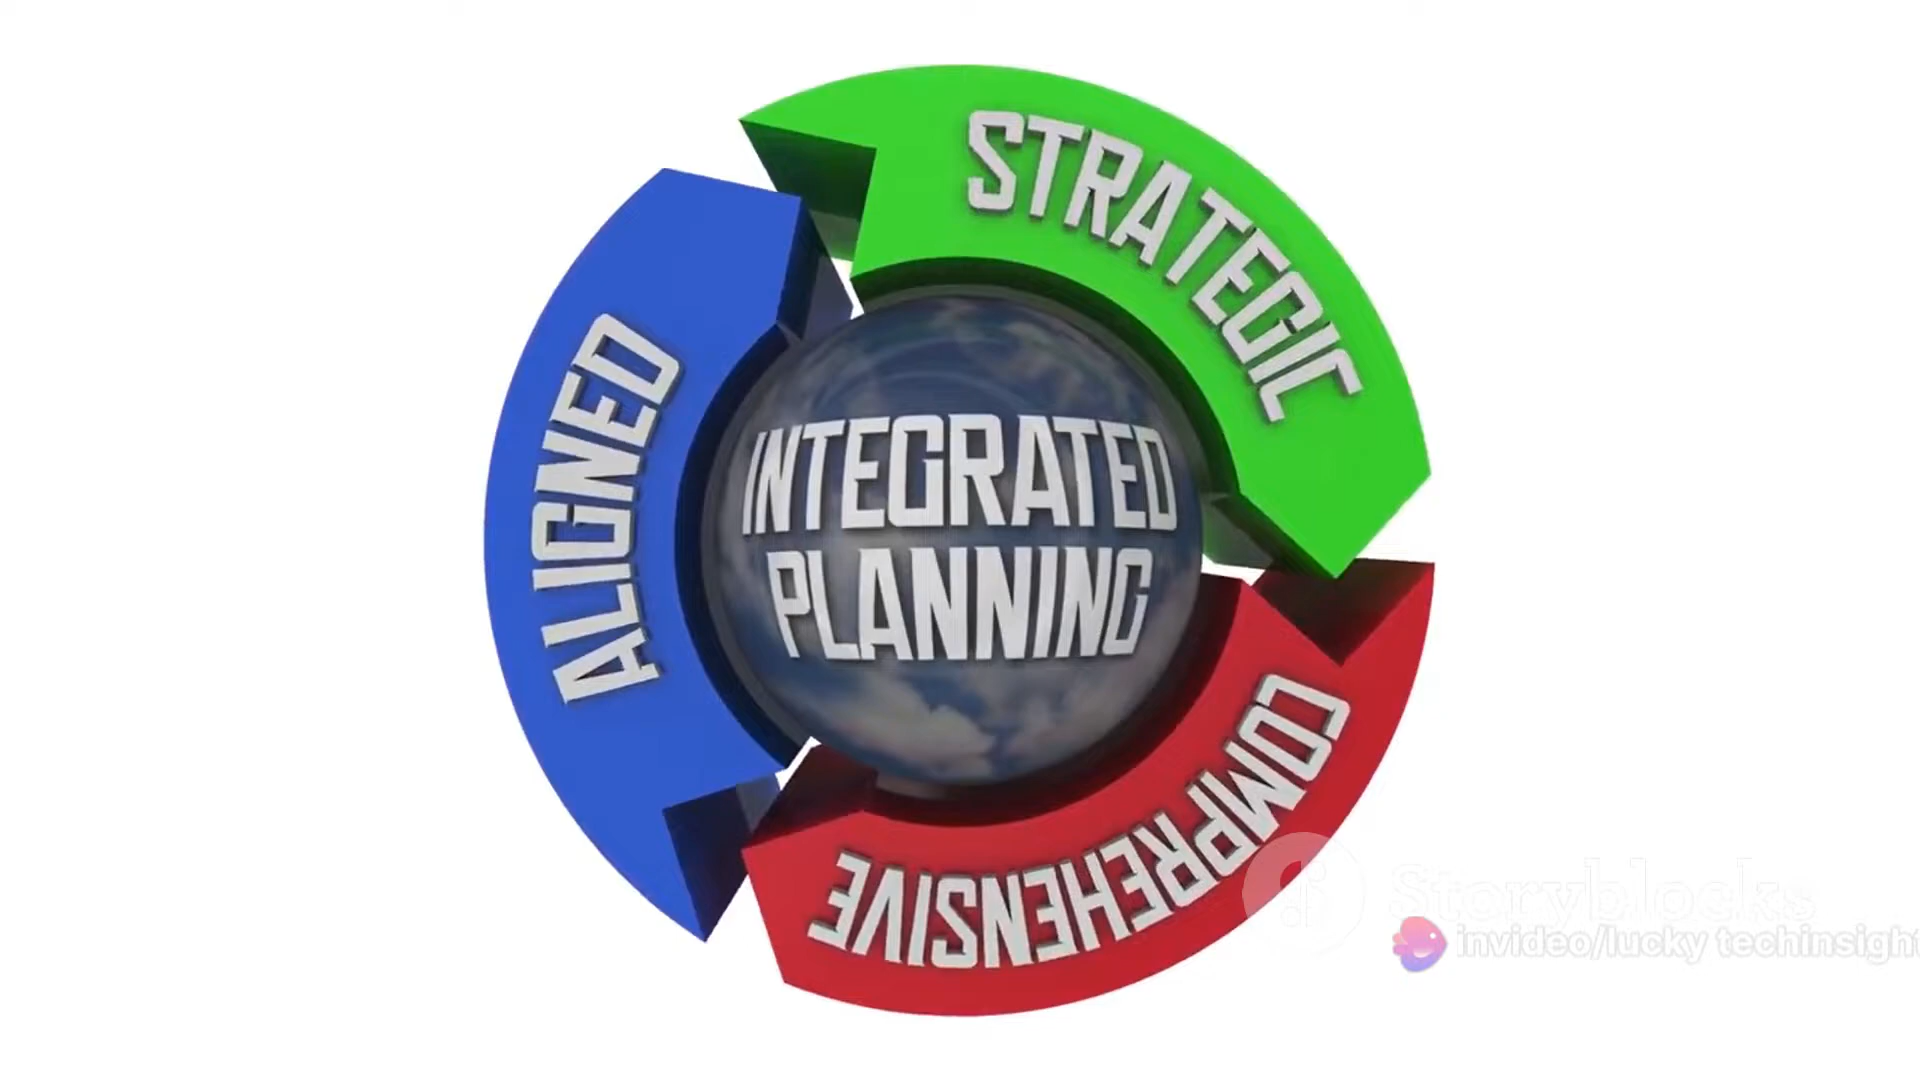 STRATEGIC
ALIGNED
INTEGRATED
PLANNING
COMPREHENSIVE
Storyblocks
invideo/lucky techinsight